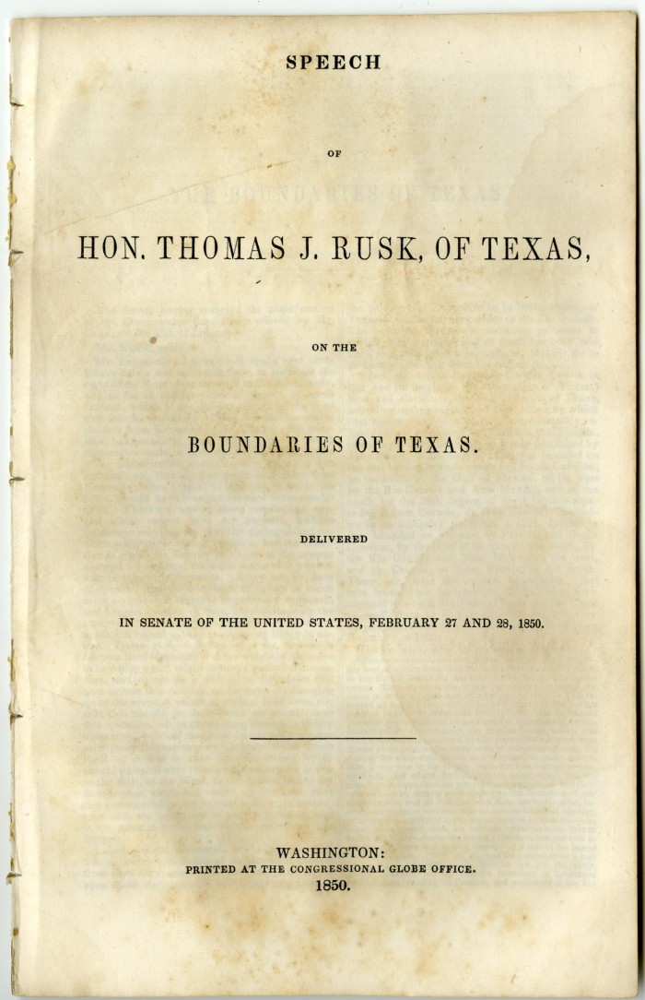 SPEECH
OF
HON. THOMAS J. RUSK, OF TEXAS,
ON THE
BOUNDARIES OF TEXAS.
DELIVERED
IN SENATE OF THE UNITED STATES, FEBRUARY 27 AND 28, 1850.
WASHINGTON:
PRINTED AT THE CONGRESSIONAL GLOBE OFFICE.
1850.